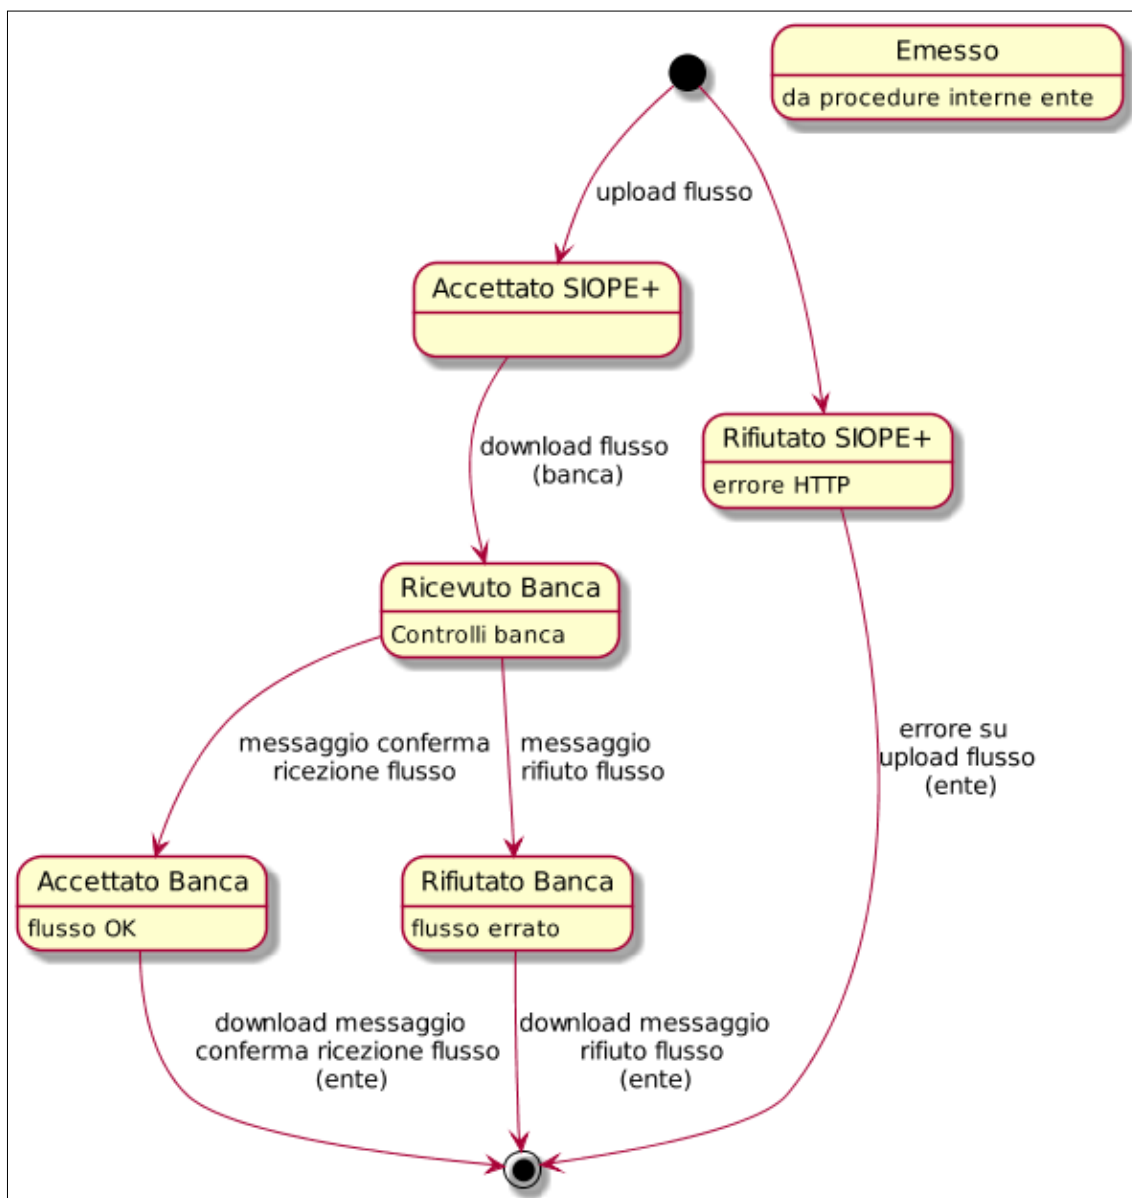 Emesso
da procedure interne ente
upload flusso
Accettato SIOPE+
download flusso
(banca)
Rifiutato SIOPE+
errore HTTP
Ricevuto Banca
Controlli banca
messaggio conferma
ricezione flusso
messaggio
rifiuto flusso
errore su
upload flusso
(ente)
Accettato Banca
flusso OK
Rifiutato Banca
flusso errato
download messaggio
conferma ricezione flusso
(ente)
download messaggio
rifiuto flusso
(ente)